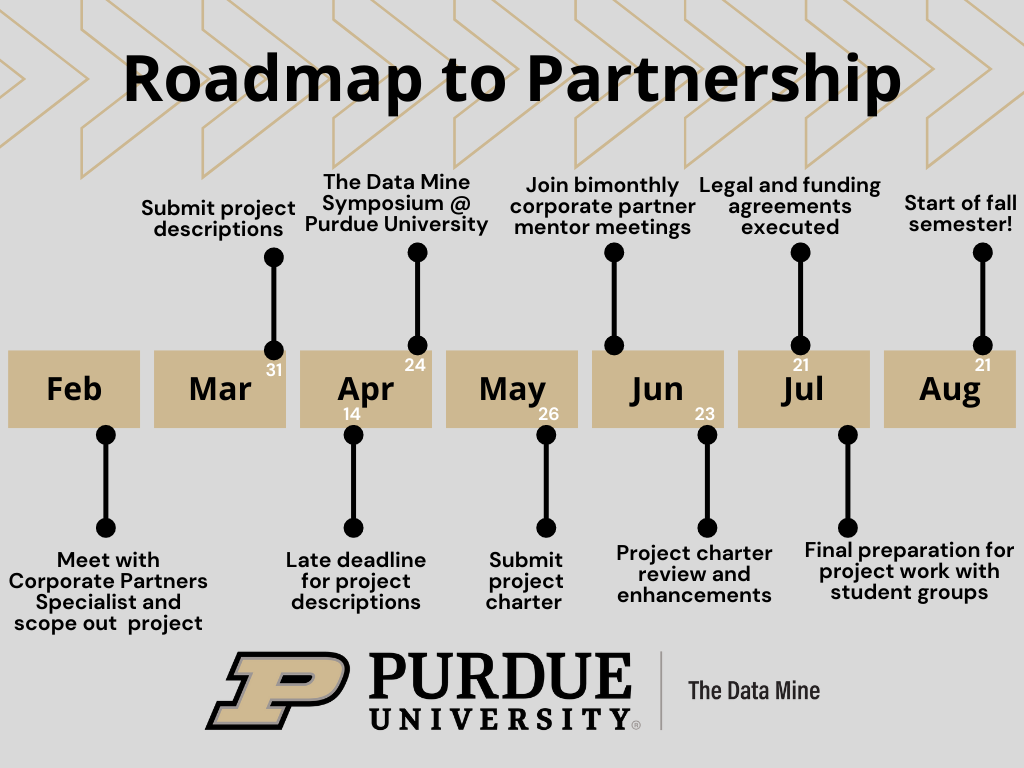 Roadmap to Partnership
Submit project
descriptions
The Data Mine
Symposium @
Purdue University
Join bimonthly
corporate partner
mentor meetings
Legal and funding
agreements
executed
Start of fall
semester!
Feb
Mar
31
Apr
24
14
May
26
Jun
23
21
Jul
21
Aug
Meet with
Corporate Partners
Specialist and
scope out project
Late deadline
for project
descriptions
Submit
project
charter
Project charter
review and
enhancements
Final preparation for
project work with
student groups
P
PURDUE
UNIVERSITY®
The Data Mine